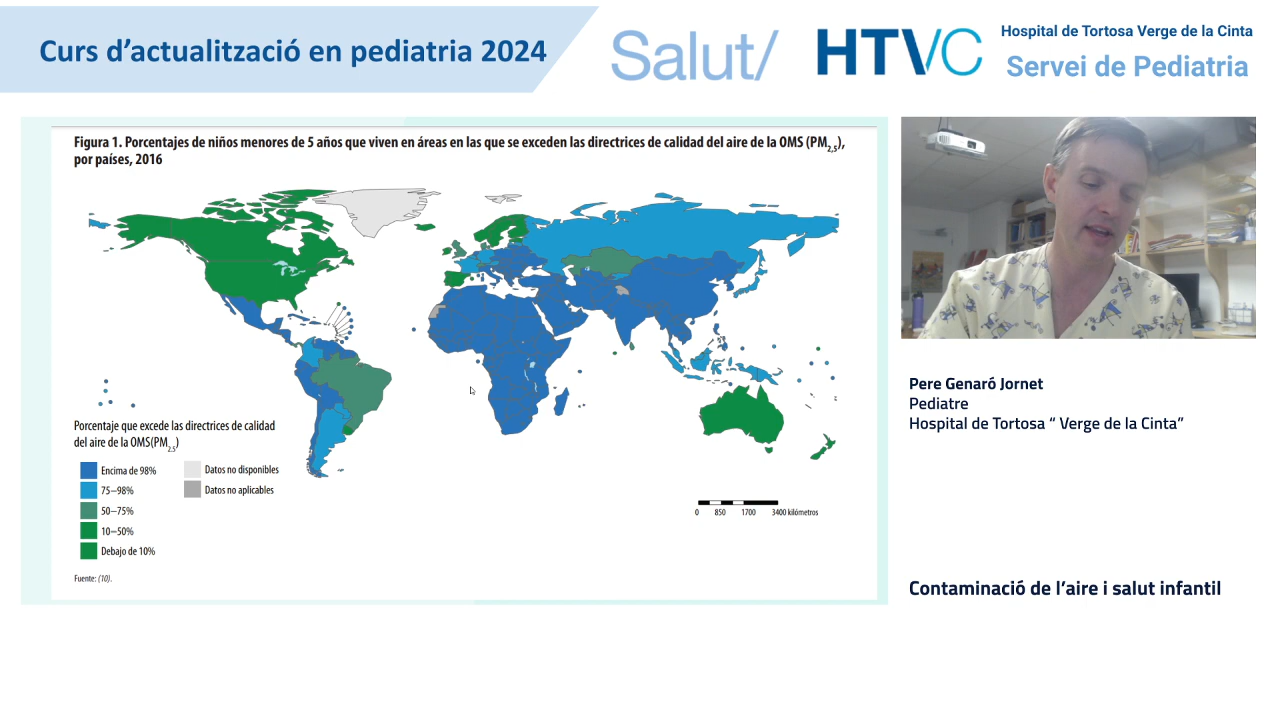 Curs d'actualització en pediatria 2024
Salut/
HTVC
Hospital de Tortosa Verge de la Cinta
Servei de Pediatria
Figura 1. Porcentajes de niños menores de 5 años que viven en áreas en las que se exceden las directrices de calidad del aire de la OMS (PM2,5),
por países, 2016
Porcentaje que excede las directrices de calidad
del aire de la OMS(PM2,5)
Encima de 98%
75–98%
50–75%
10–50%
Debajo de 10%
Datos no disponibles
Datos no aplicables
0 850 1700 3400 kilómetros
Fuente: (10).
Pere Genaró Jornet
Pediatre
Hospital de Tortosa “ Verge de la Cinta”
Contaminació de l'aire i salut infantil